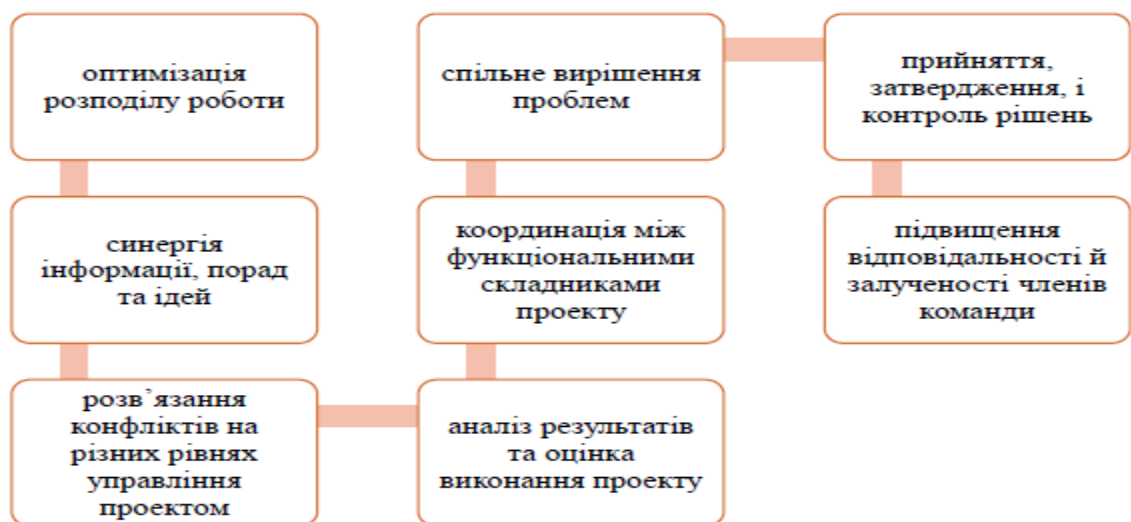 оптимізація
розподілу роботи
синергія
інформації, порад
та ідей
розв’язання
конфліктів на
різних рівнях
управління
проектом
аналіз результатів
та оцінка
виконання проекту
координація між
функціональними
складниками
проекту
спільне вирішення
проблем
прийняття,
затвердження, і
контроль рішень
підвищення
відповідальності й
залученості членів
команди